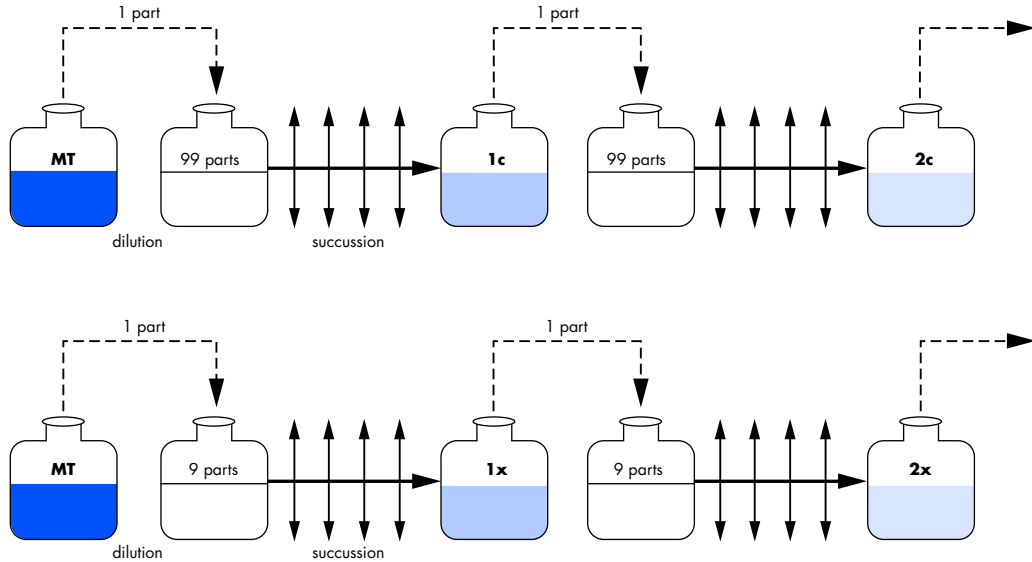 1 part
1 part
MT
99 parts
1c
99 parts
2c
dilution
succussion
1 part
1 part
MT
9 parts
1x
9 parts
2x
dilution
succussion